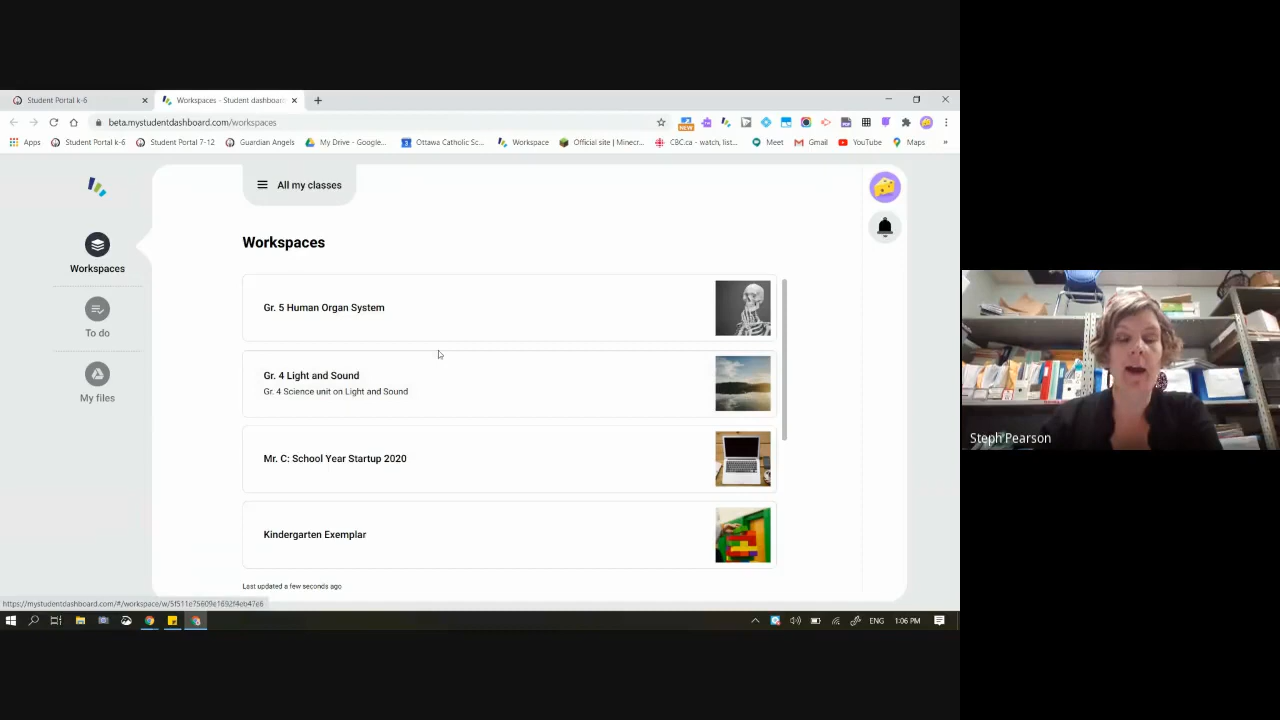 Student Portal k-6
Workspaces - Student dashboar
beta.mystudentdashboard.com/workspaces
NEW
Apps
Student Portal k-6
Student Portal 7-12
Guardian Angels
My Drive - Google...
Ottawa Catholic Sc...
Workspace
Official site | Minecr...
CBC.ca - watch, list...
Meet
Gmail
YouTube
Maps
»
All my classes
Workspaces
To do
My files
Workspaces
Gr. 5 Human Organ System
Gr. 4 Light and Sound
Gr. 4 Science unit on Light and Sound
Mr. C: School Year Startup 2020
Kindergarten Exemplar
Last updated a few seconds ago
ENG
1:06 PM
Steph Pearson